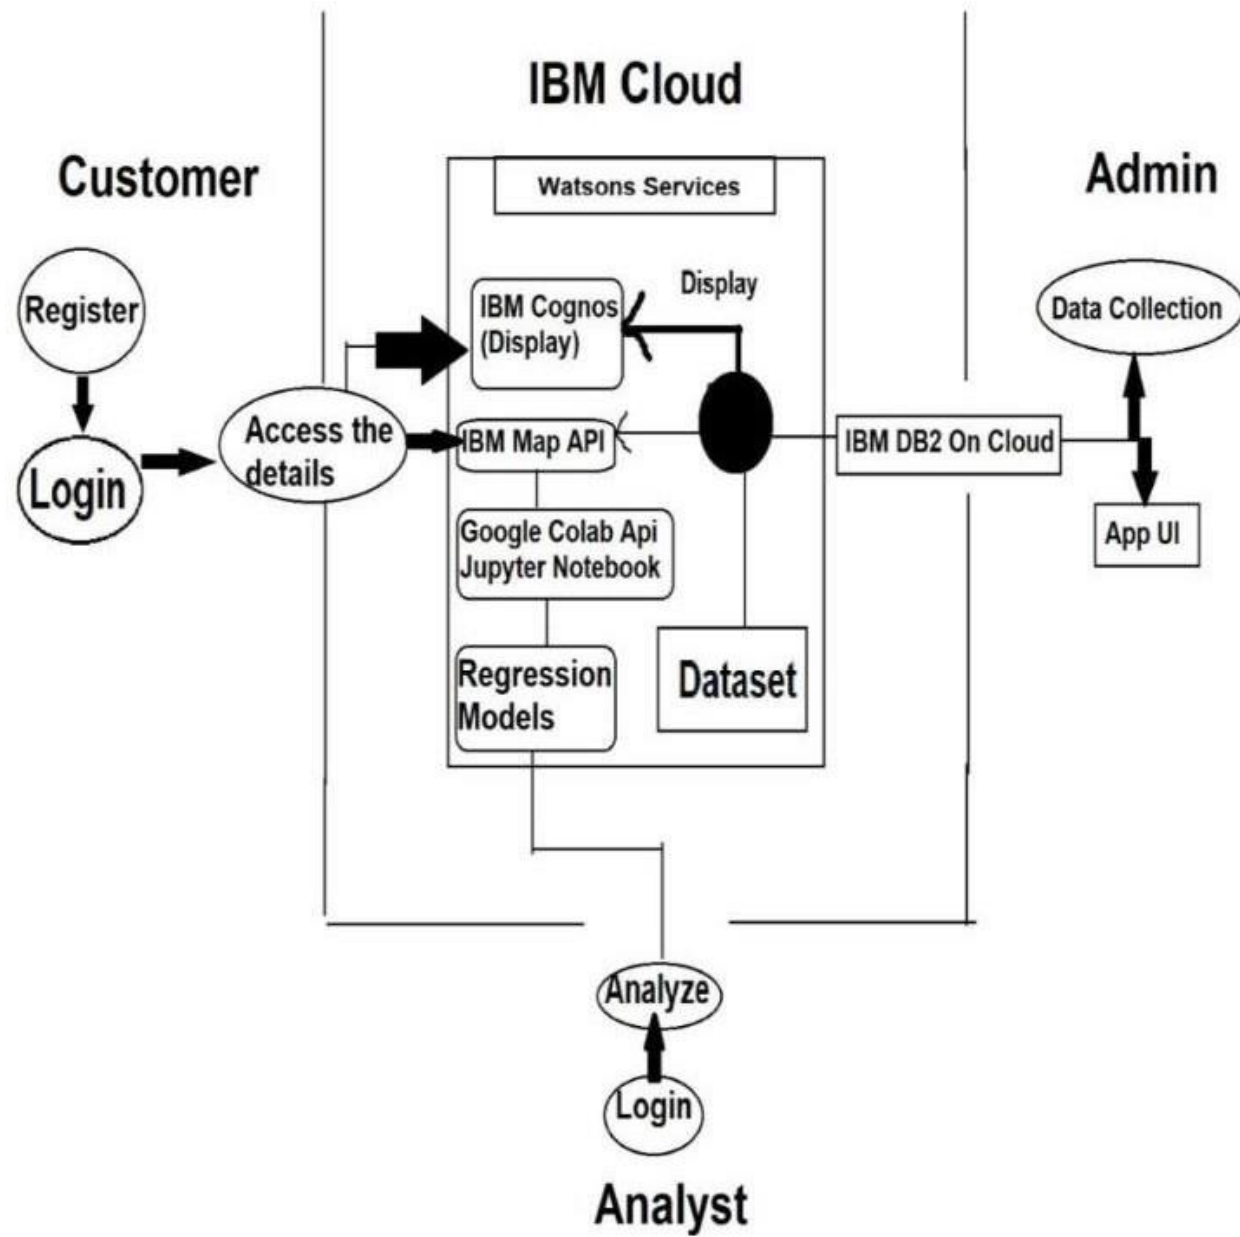 IBM Cloud
Customer
Admin
Watsons Services
Register
IBM Cognos
(Display)
Display
Data Collection
Login
Access the
details
IBM Map API
IBM DB2 On Cloud
App UI
Google Colab Api
Jupyter Notebook
Regression
Models
Dataset
Analyze
Login
Analyst